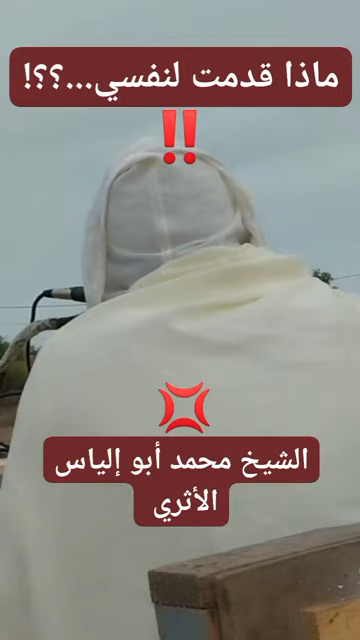 ماذا قدمت لنفسي...؟؟!
‼️
الشيخ محمد أبو إلياس
الأثري